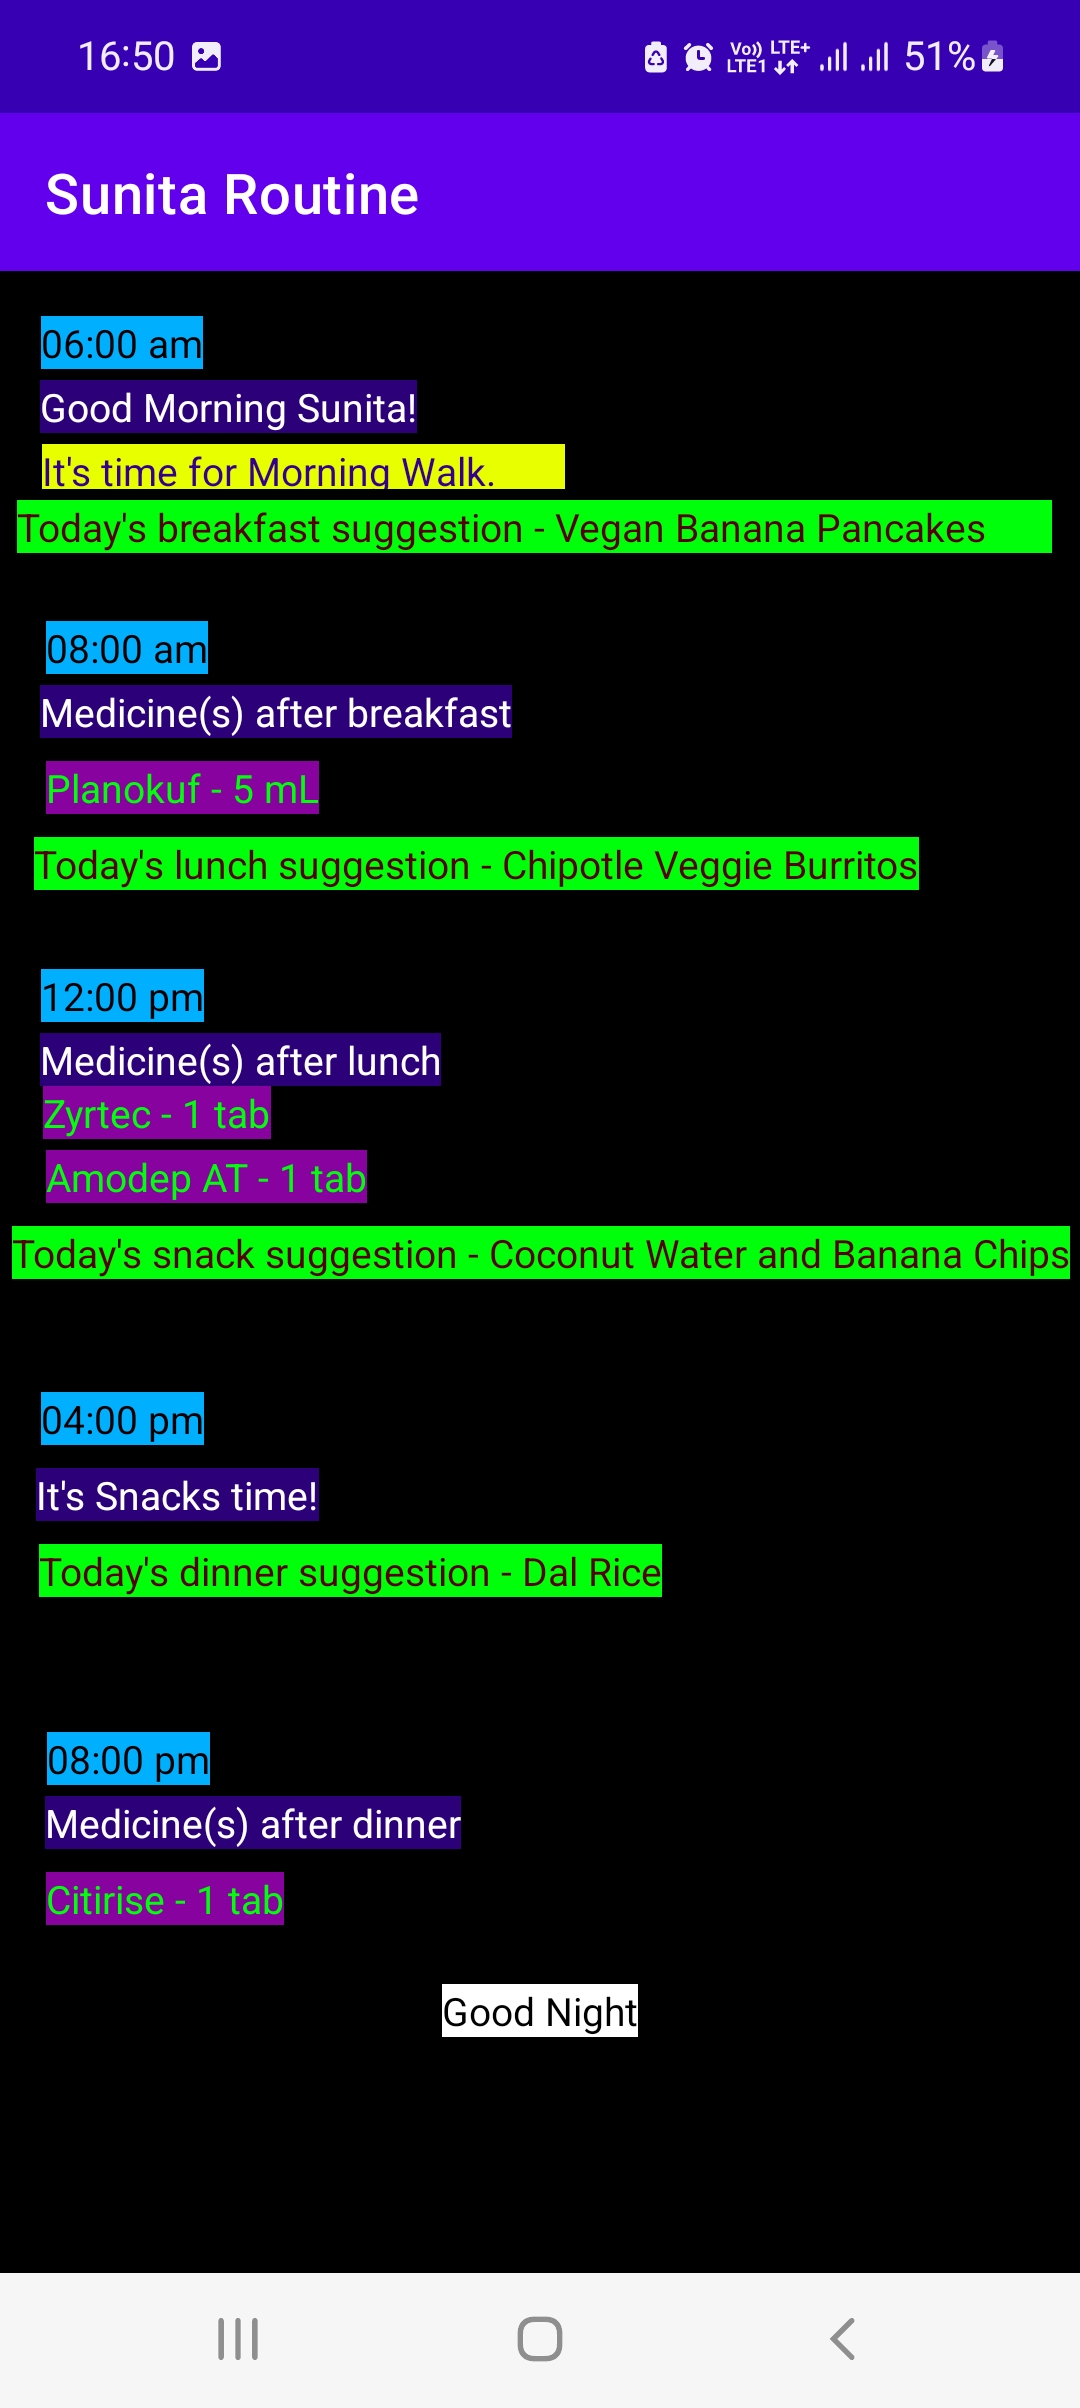 16:50 Vo)) LTE1 LTE+ 51%
Sunita Routine
06:00 am
Good Morning Sunita!
It's time for Morning Walk.
Today's breakfast suggestion - Vegan Banana Pancakes
08:00 am
Medicine(s) after breakfast
Planokuf - 5 mL
Today's lunch suggestion - Chipotle Veggie Burritos
12:00 pm
Medicine(s) after lunch
Zyrtec - 1 tab
Amodep AT - 1 tab
Today's snack suggestion - Coconut Water and Banana Chips
04:00 pm
It's Snacks time!
Today's dinner suggestion - Dal Rice
08:00 pm
Medicine(s) after dinner
Citirise - 1 tab
Good Night